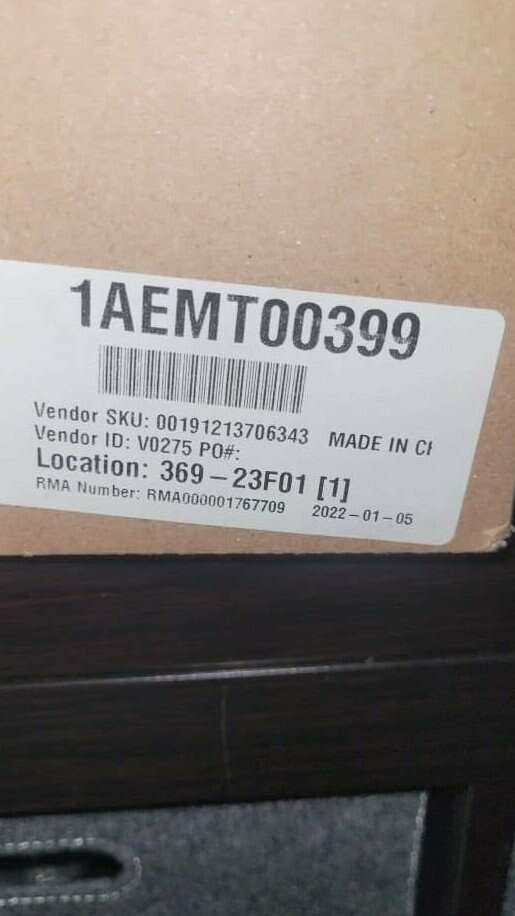 1AEMT00399
Vendor SKU: 00191213706343 MADE IN
Vendor ID: V0275 PO#:
Location: 369-23F01 [1]
RMA Number: RMA000001767709 2022-01-05